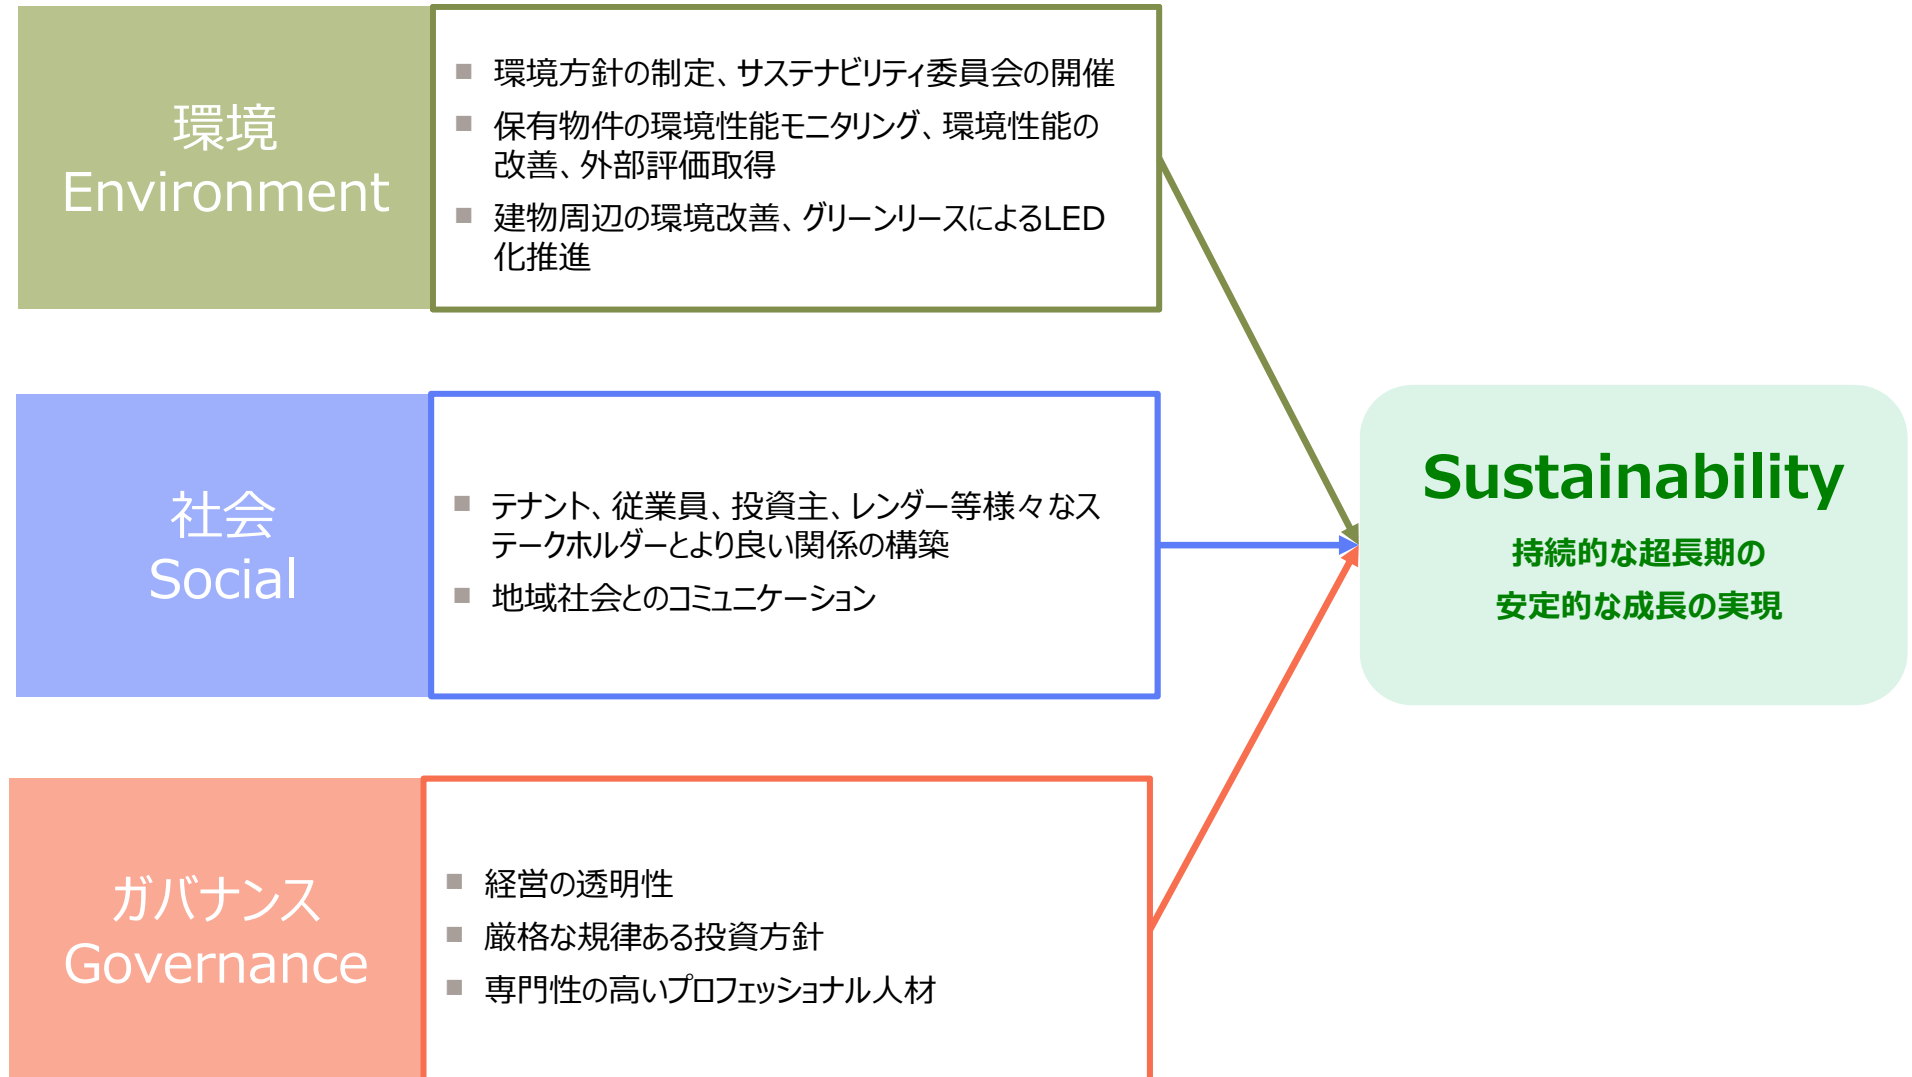 環境
Environment
■ 環境方針の制定、サステナビリティ委員会の開催
■ 保有物件の環境性能モニタリング、環境性能の
改善、外部評価取得
■ 建物周辺の環境改善、グリーンリースによるLED
化推進
社会
Social
■ テナント、従業員、投資主、レンダー等様々なス
テークホルダーとより良い関係の構築
■ 地域社会とのコミュニケーション
ガバナンス
Governance
■ 経営の透明性
■ 厳格な規律ある投資方針
■ 専門性の高いプロフェッショナル人材
Sustainability
持続的な超長期の
安定的な成長の実現